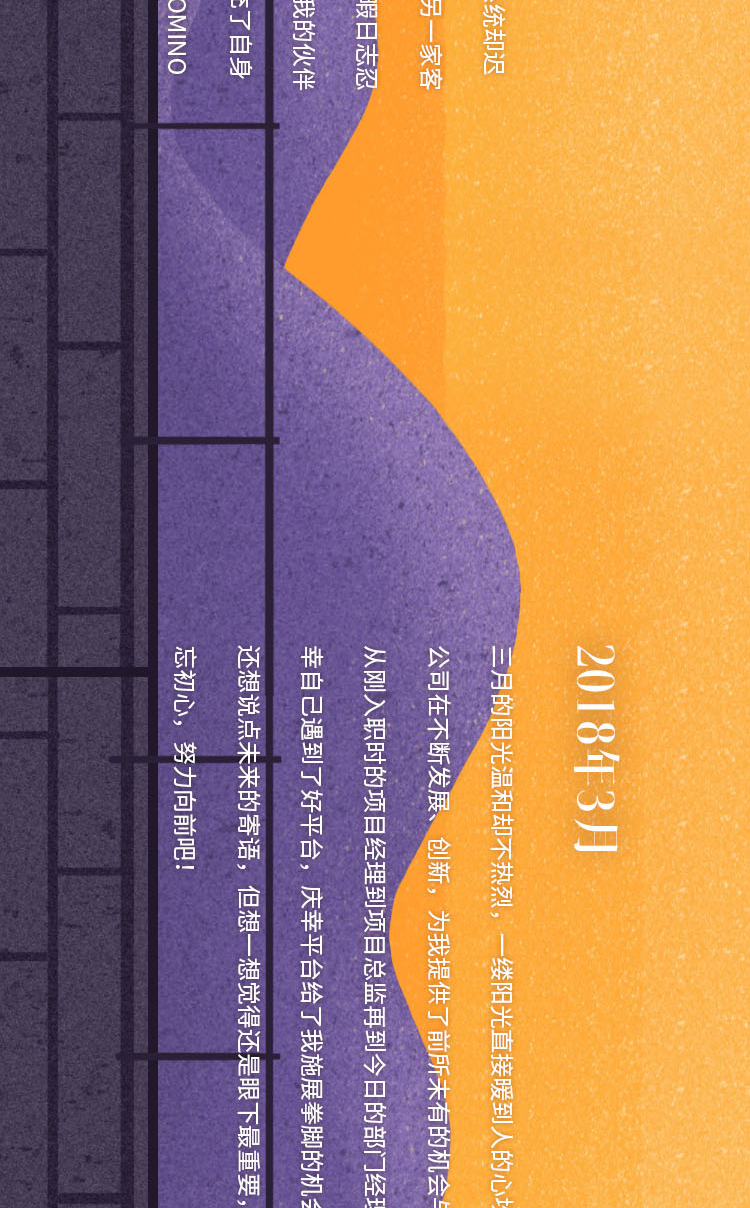 统却迟
另一家客
日志忍
我的伙伴
了自身
OMINO
2018年3月
三月的阳光温和却不热烈，一缕阳光直接暖到人的心
公司在不断发展、创新，为我提供了前所未有的机会
从刚入职时的项目经理到项目总监再到今日的部门经
幸自己遇到了好平台，庆幸平台给了我施展拳脚的机会
还想说点未来的寄语，但想一想觉得还是眼下最重要，
忘初心，努力向前吧！